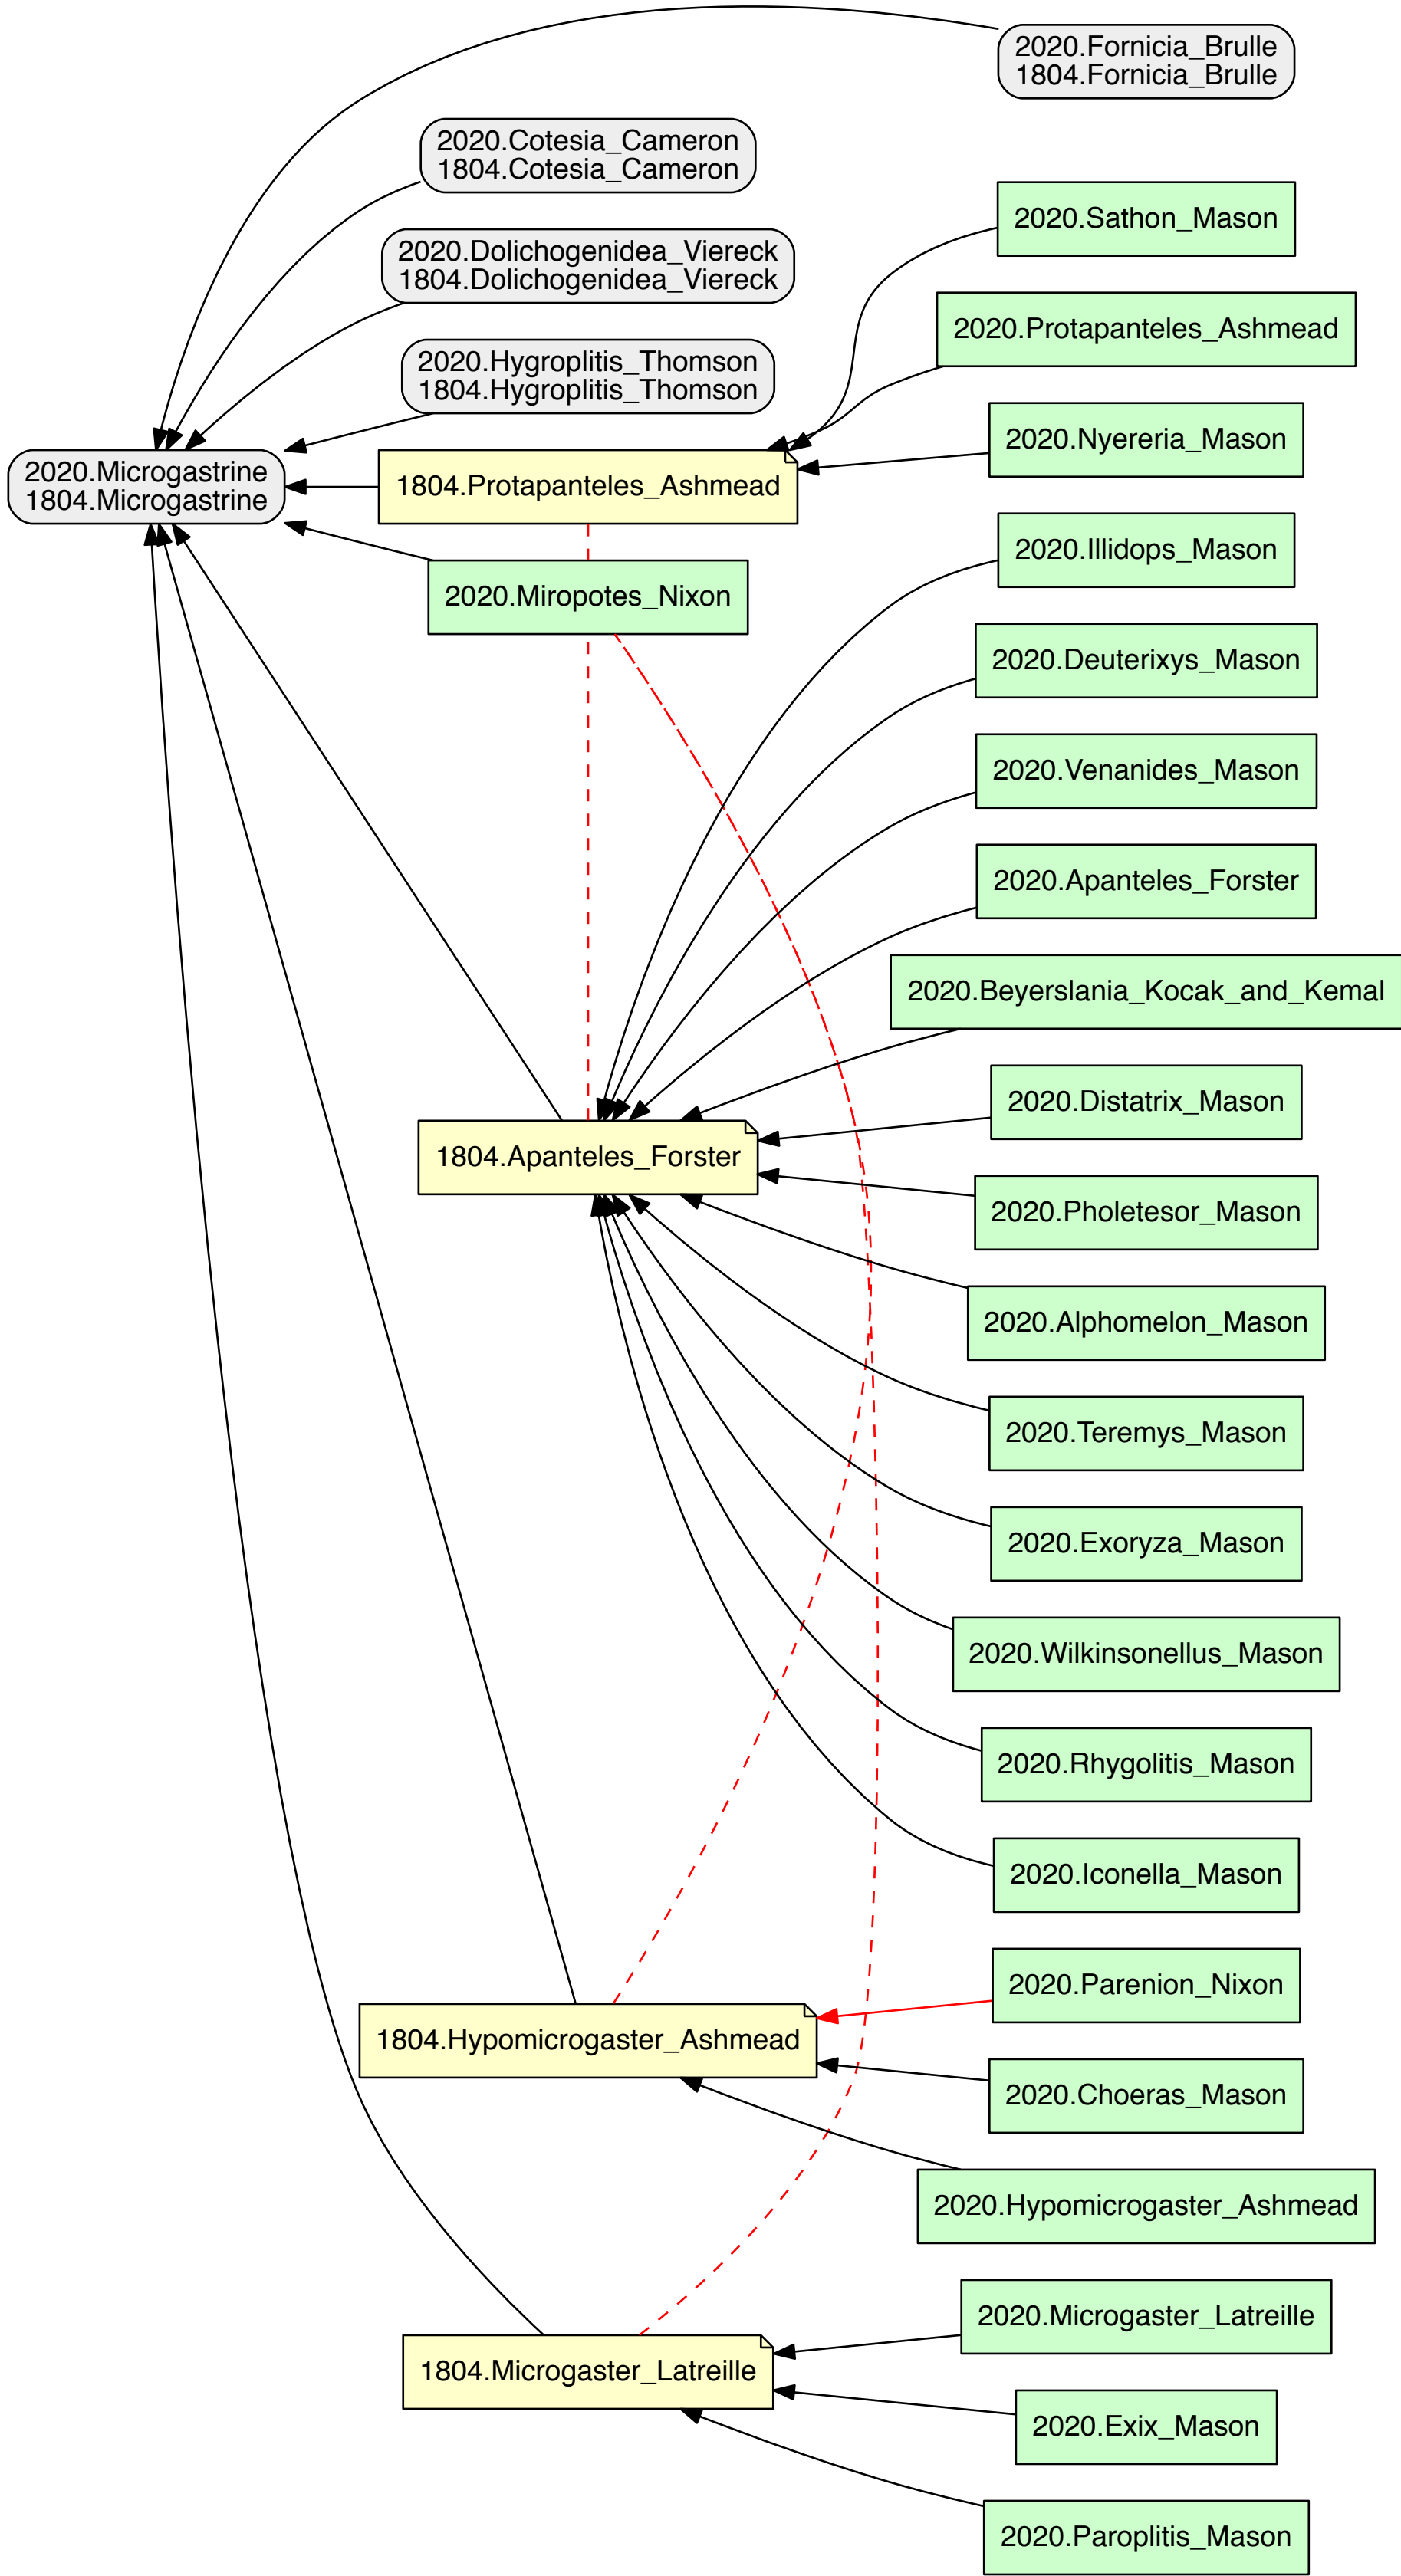 2020.Fornicia_Brulle
1804.Fornicia_Brulle
2020.Cotesia_Cameron
1804.Cotesia_Cameron
2020.Sathon_Mason
2020.Dolichogenidea_Viereck
1804.Dolichogenidea_Viereck
2020.Protapanteles_Ashmead
2020.Hygroplitis_Thomson
1804.Hygroplitis_Thomson
2020.Nyereria_Mason
2020.Microgastrine
1804.Microgastrine
1804.Protapanteles_Ashmead
2020.Illidops_Mason
2020.Miropotes_Nixon
2020.Deuterixys_Mason
2020.Venanides_Mason
2020.Apanteles_Forster
2020.Beyerslania_Kocak_and_Kemal
2020.Distatrix_Mason
1804.Apanteles_Forster
2020.Pholetesor_Mason
2020.Alphomelon_Mason
2020.Teremys_Mason
2020.Exoryza_Mason
2020.Wilkinsonellus_Mason
2020.Rhygolitis_Mason
2020.Iconella_Mason
2020.Parenion_Nixon
1804.Hypomicrogaster_Ashmead
2020.Choeras_Mason
2020.Hypomicrogaster_Ashmead
2020.Microgaster_Latreille
1804.Microgaster_Latreille
2020.Exix_Mason
2020.Paroplitis_Mason